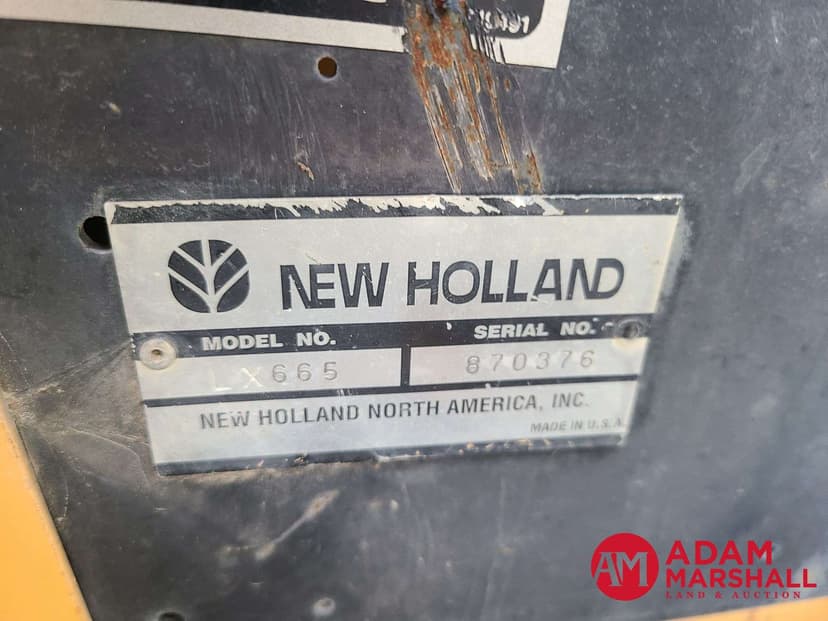 NEW HOLLAND
MODEL NO. SERIAL NO.
LX665 870376
NEW HOLLAND NORTH AMERICA, INC.
MADE IN U.S.A.
AM ADAM
MARSHALL
LAND & AUCTION